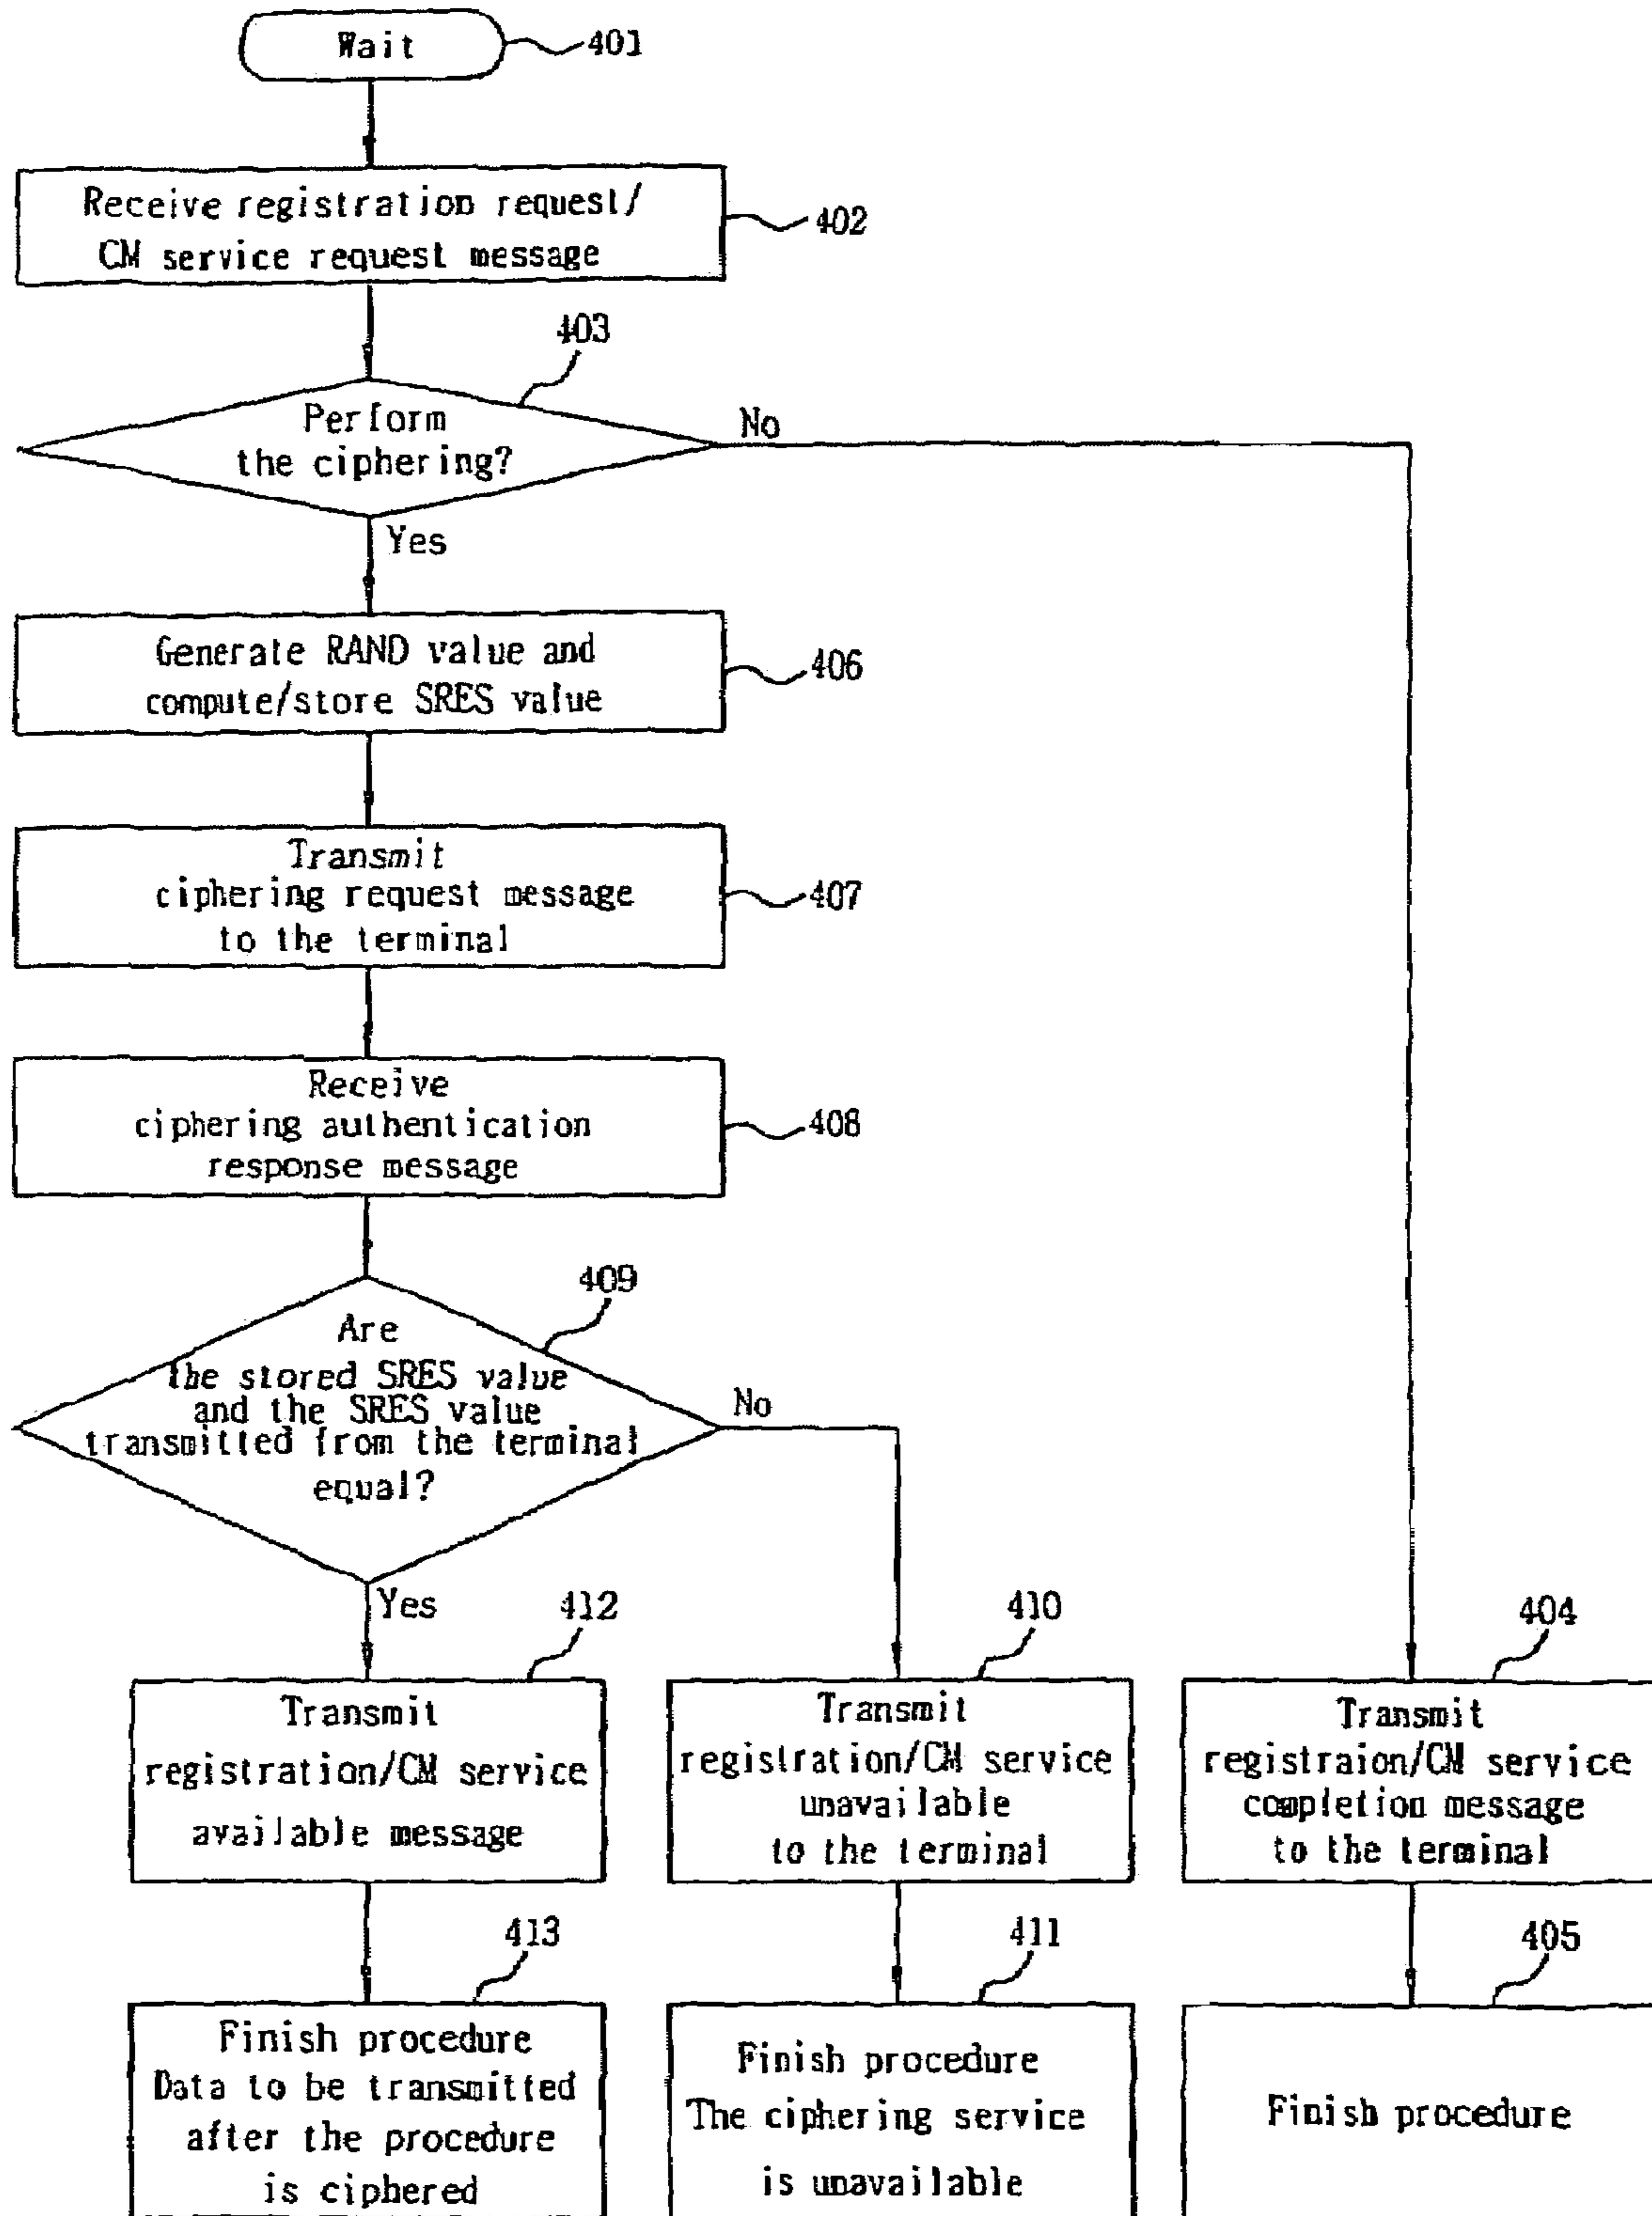 Wait
401
Receive registration request/
CM service request message
402
403
Perform
the ciphering?
No
Yes
Generate RAND value and
compute/store SRES value
406
Transmit
ciphering request message
to the terminal
407
Receive
ciphering authentication
response message
408
409
Are
the stored SRES value
and the SRES value
transmitted from the terminal
equal?
No
Yes
412
410
404
Transmit
registration/CM service
available message
Transmit
registration/CM service
unavailable
to the terminal
Transmit
registraion/CM service
completion message
to the terminal
413
411
405
Finish procedure
Data to be transmitted
after the procedure
is ciphered
Finish procedure
The ciphering service
is unavailable
Finish procedure